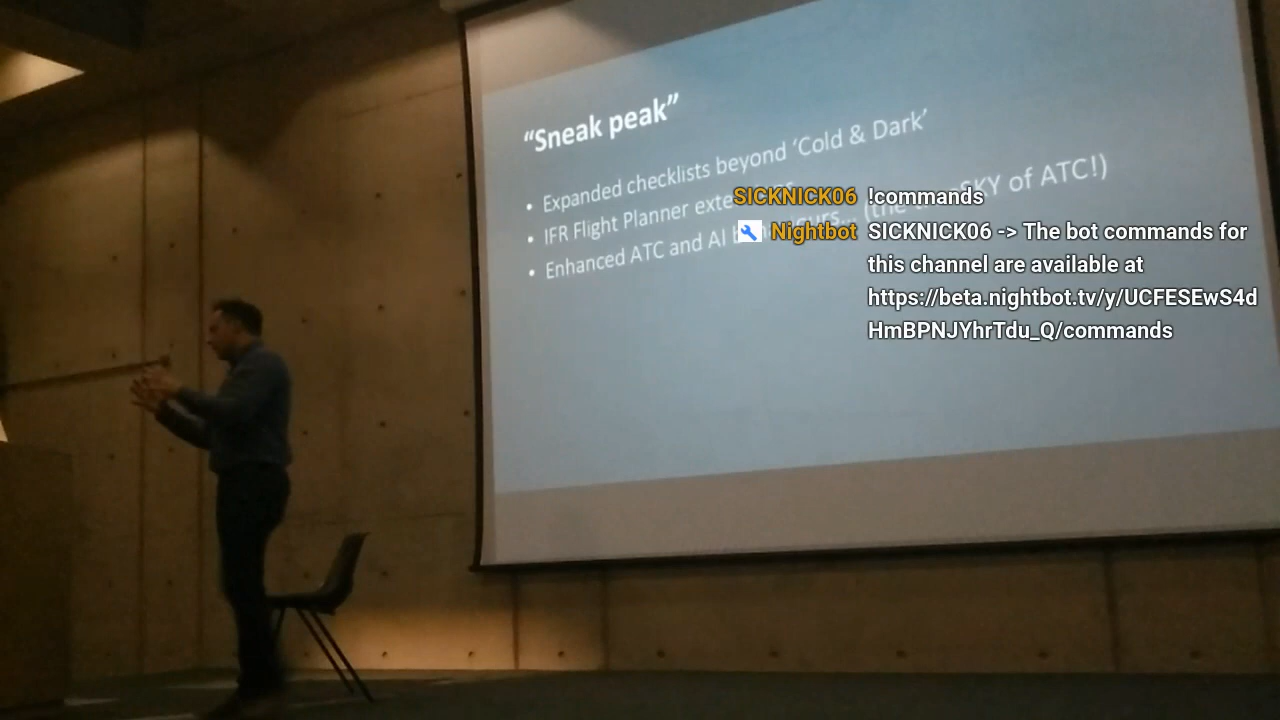 “Sneak peak”
• Expanded checklists beyond ‘Cold & Dark’
• IFR Flight Planner
• Enhanced ATC and AI (the SKY of ATC!)
SICKNICK06 !commands
Nightbot SICKNICK06 -> The bot commands for
this channel are available at
https://beta.nightbot.tv/y/UCFESEwS4d
HmBPNJYhrTdu_Q/commands